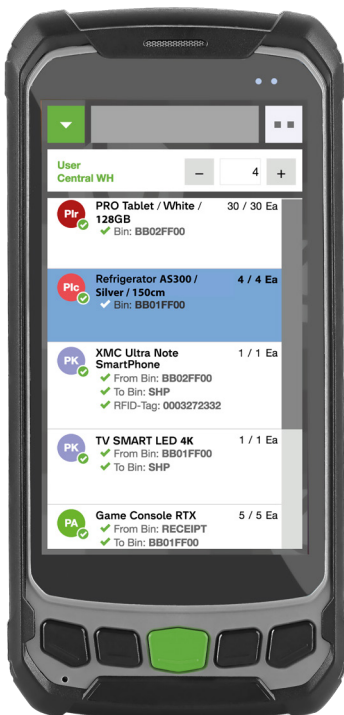 User
Central WH
− 4 +
PIr PRO Tablet / White / 30 / 30 Ea
128GB
Bin: BB02FF00
PIc Refrigerator AS300 / 4 / 4 Ea
Silver / 150cm
Bin: BB01FF00
PK XMC Ultra Note 1 / 1 Ea
SmartPhone
From Bin: BB02FF00
To Bin: SHP
RFID-Tag: 0003272332
PK TV SMART LED 4K 1 / 1 Ea
From Bin: BB01FF00
To Bin: SHP
PA Game Console RTX 5 / 5 Ea
From Bin: RECEIPT
To Bin: BB01FF00